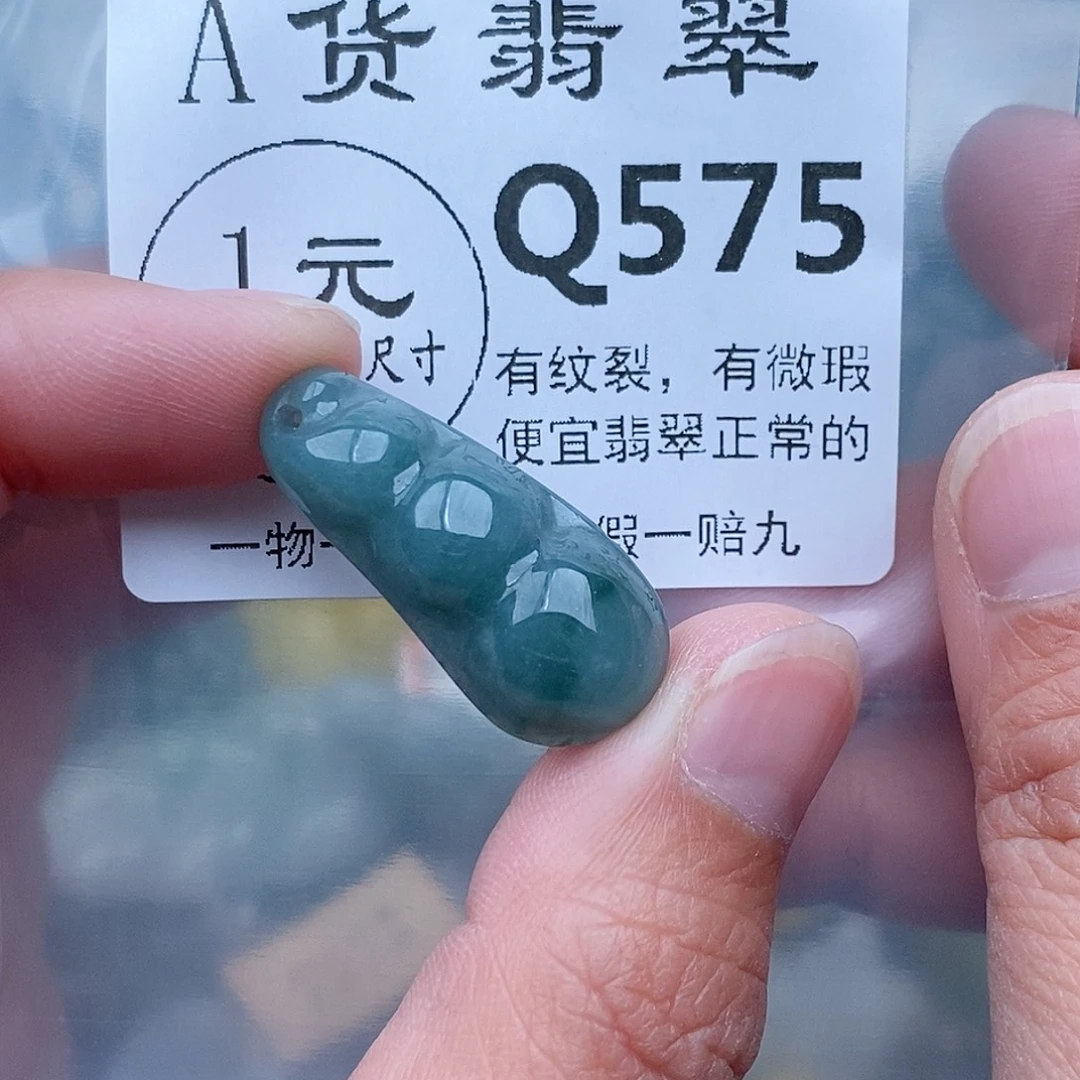 A货翡翠
Q575
1元
尺寸
有纹裂，有微瑕
便宜翡翠正常的
一物一
假一赔九